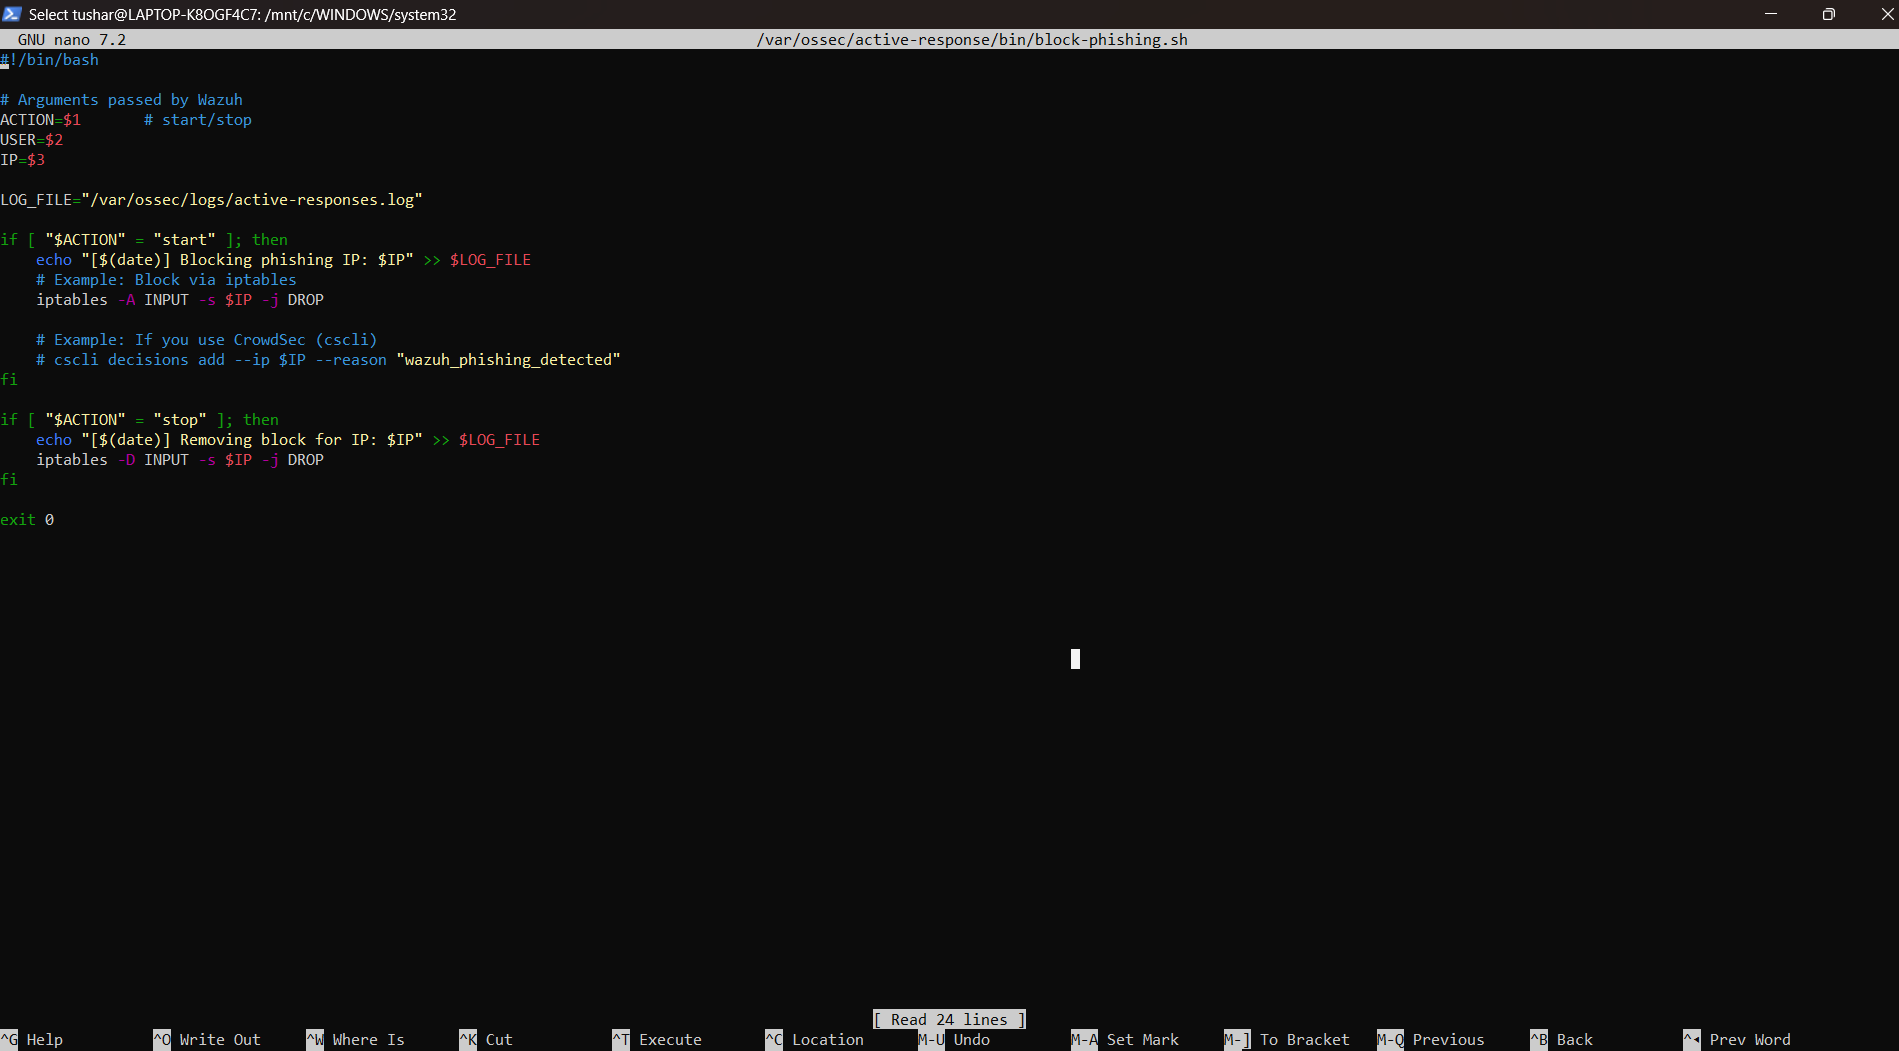 Select tushar@LAPTOP-K8OGF4C7: /mnt/c/WINDOWS/system32
GNU nano 7.2 /var/ossec/active-response/bin/block-phishing.sh
#!/bin/bash
# Arguments passed by Wazuh
ACTION=$1 # start/stop
USER=$2
IP=$3
LOG_FILE="/var/ossec/logs/active-responses.log"
if [ "$ACTION" = "start" ]; then
echo "[$(date)] Blocking phishing IP: $IP" >> $LOG_FILE
# Example: Block via iptables
iptables -A INPUT -s $IP -j DROP
# Example: If you use CrowdSec (cscli)
# cscli decisions add --ip $IP --reason "wazuh_phishing_detected"
fi
if [ "$ACTION" = "stop" ]; then
echo "[$(date)] Removing block for IP: $IP" >> $LOG_FILE
iptables -D INPUT -s $IP -j DROP
fi
exit 0
[ Read 24 lines ]
^G Help ^O Write Out ^W Where Is ^K Cut ^T Execute ^C Location M-U Undo M-A Set Mark M-] To Bracket M-Q Previous ^B Back ^◂ Prev Word